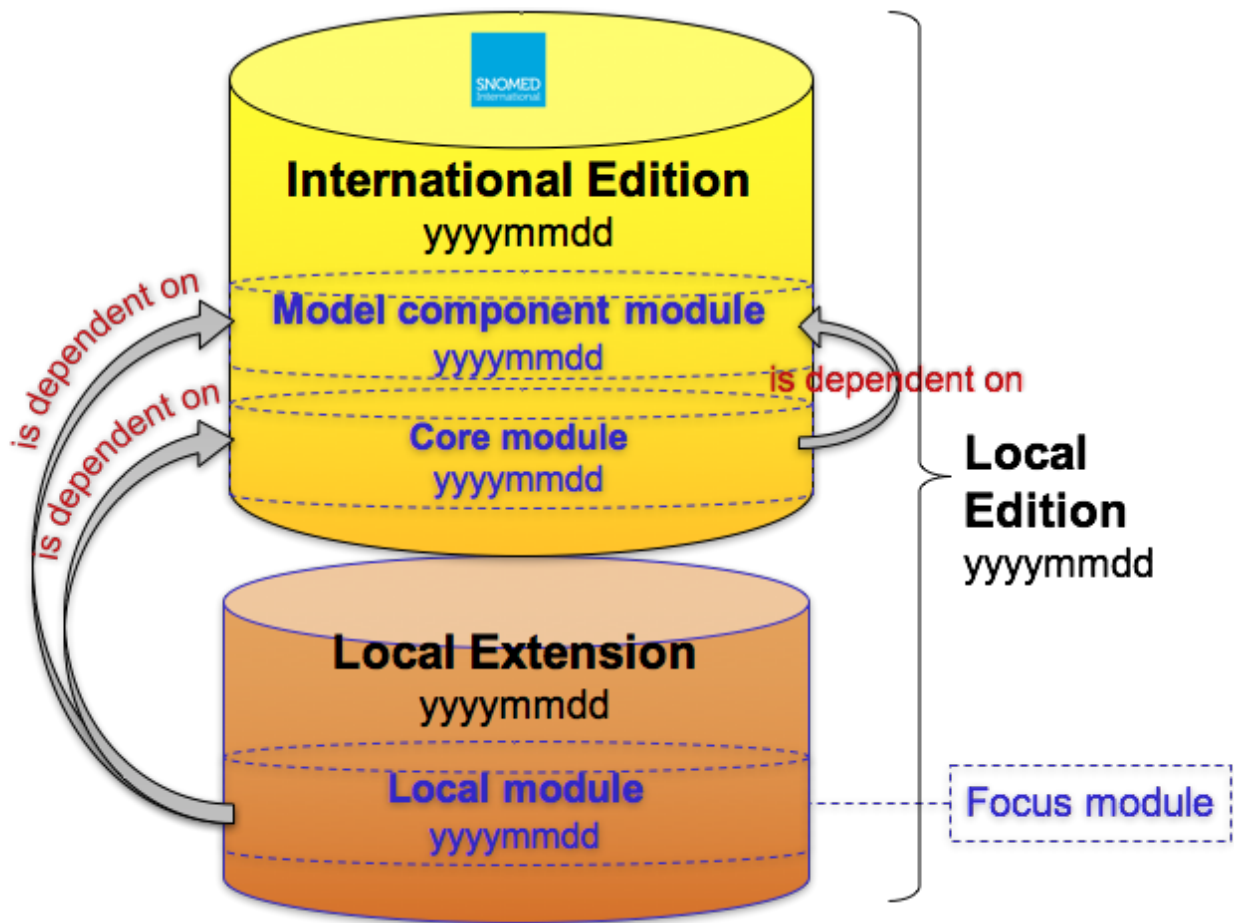 SNOMED
International
International Edition
yyyymmdd
is dependent on
Model component module
yyyymmdd
is dependent on
is dependent on
Core module
yyyymmdd
Local
Edition
yyyymmdd
Local Extension
yyyymmdd
Local module
yyyymmdd
Focus module